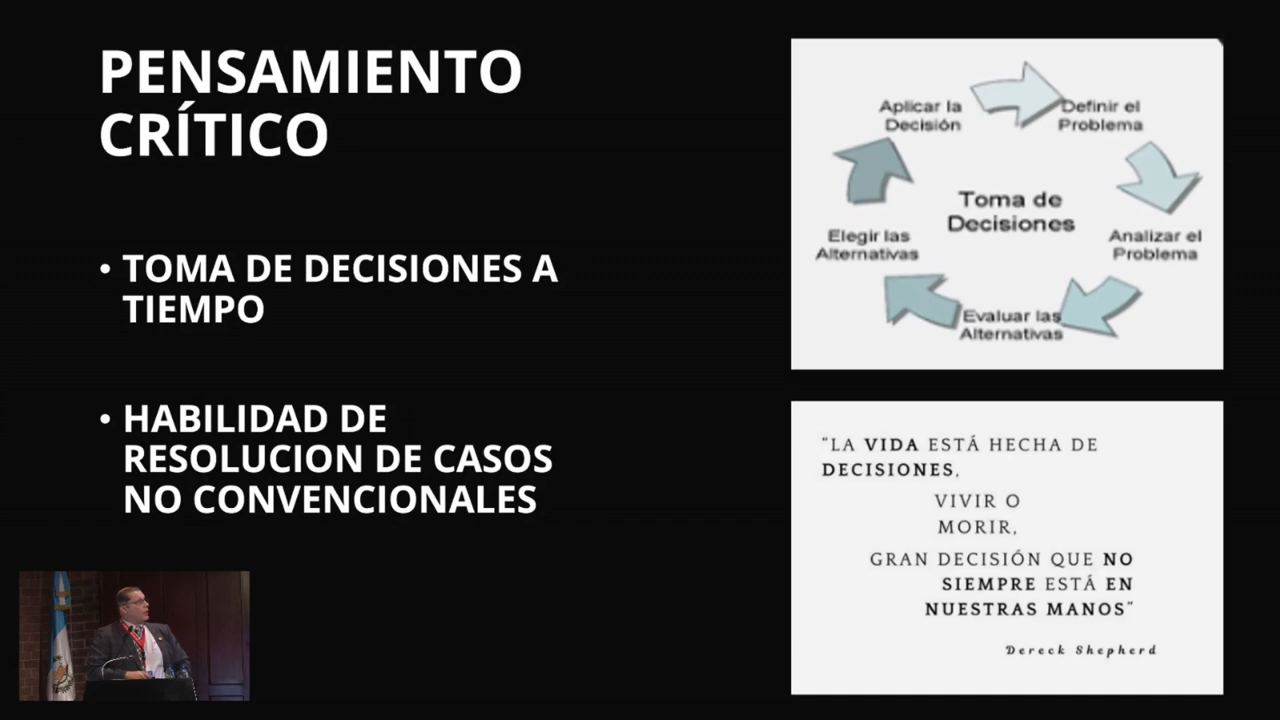 PENSAMIENTO
CRÍTICO
• TOMA DE DECISIONES A
TIEMPO
• HABILIDAD DE
RESOLUCION DE CASOS
NO CONVENCIONALES
Aplicar la
Decisión
Definir el
Problema
Toma de
Decisiones
Elegir las
Alternativas
Analizar el
Problema
Evaluar las
Alternativas
"LA VIDA ESTÁ HECHA DE
DECISIONES,
VIVIR O
MORIR,
GRAN DECISIÓN QUE NO
SIEMPRE ESTÁ EN
NUESTRAS MANOS"
Dereck Shepherd